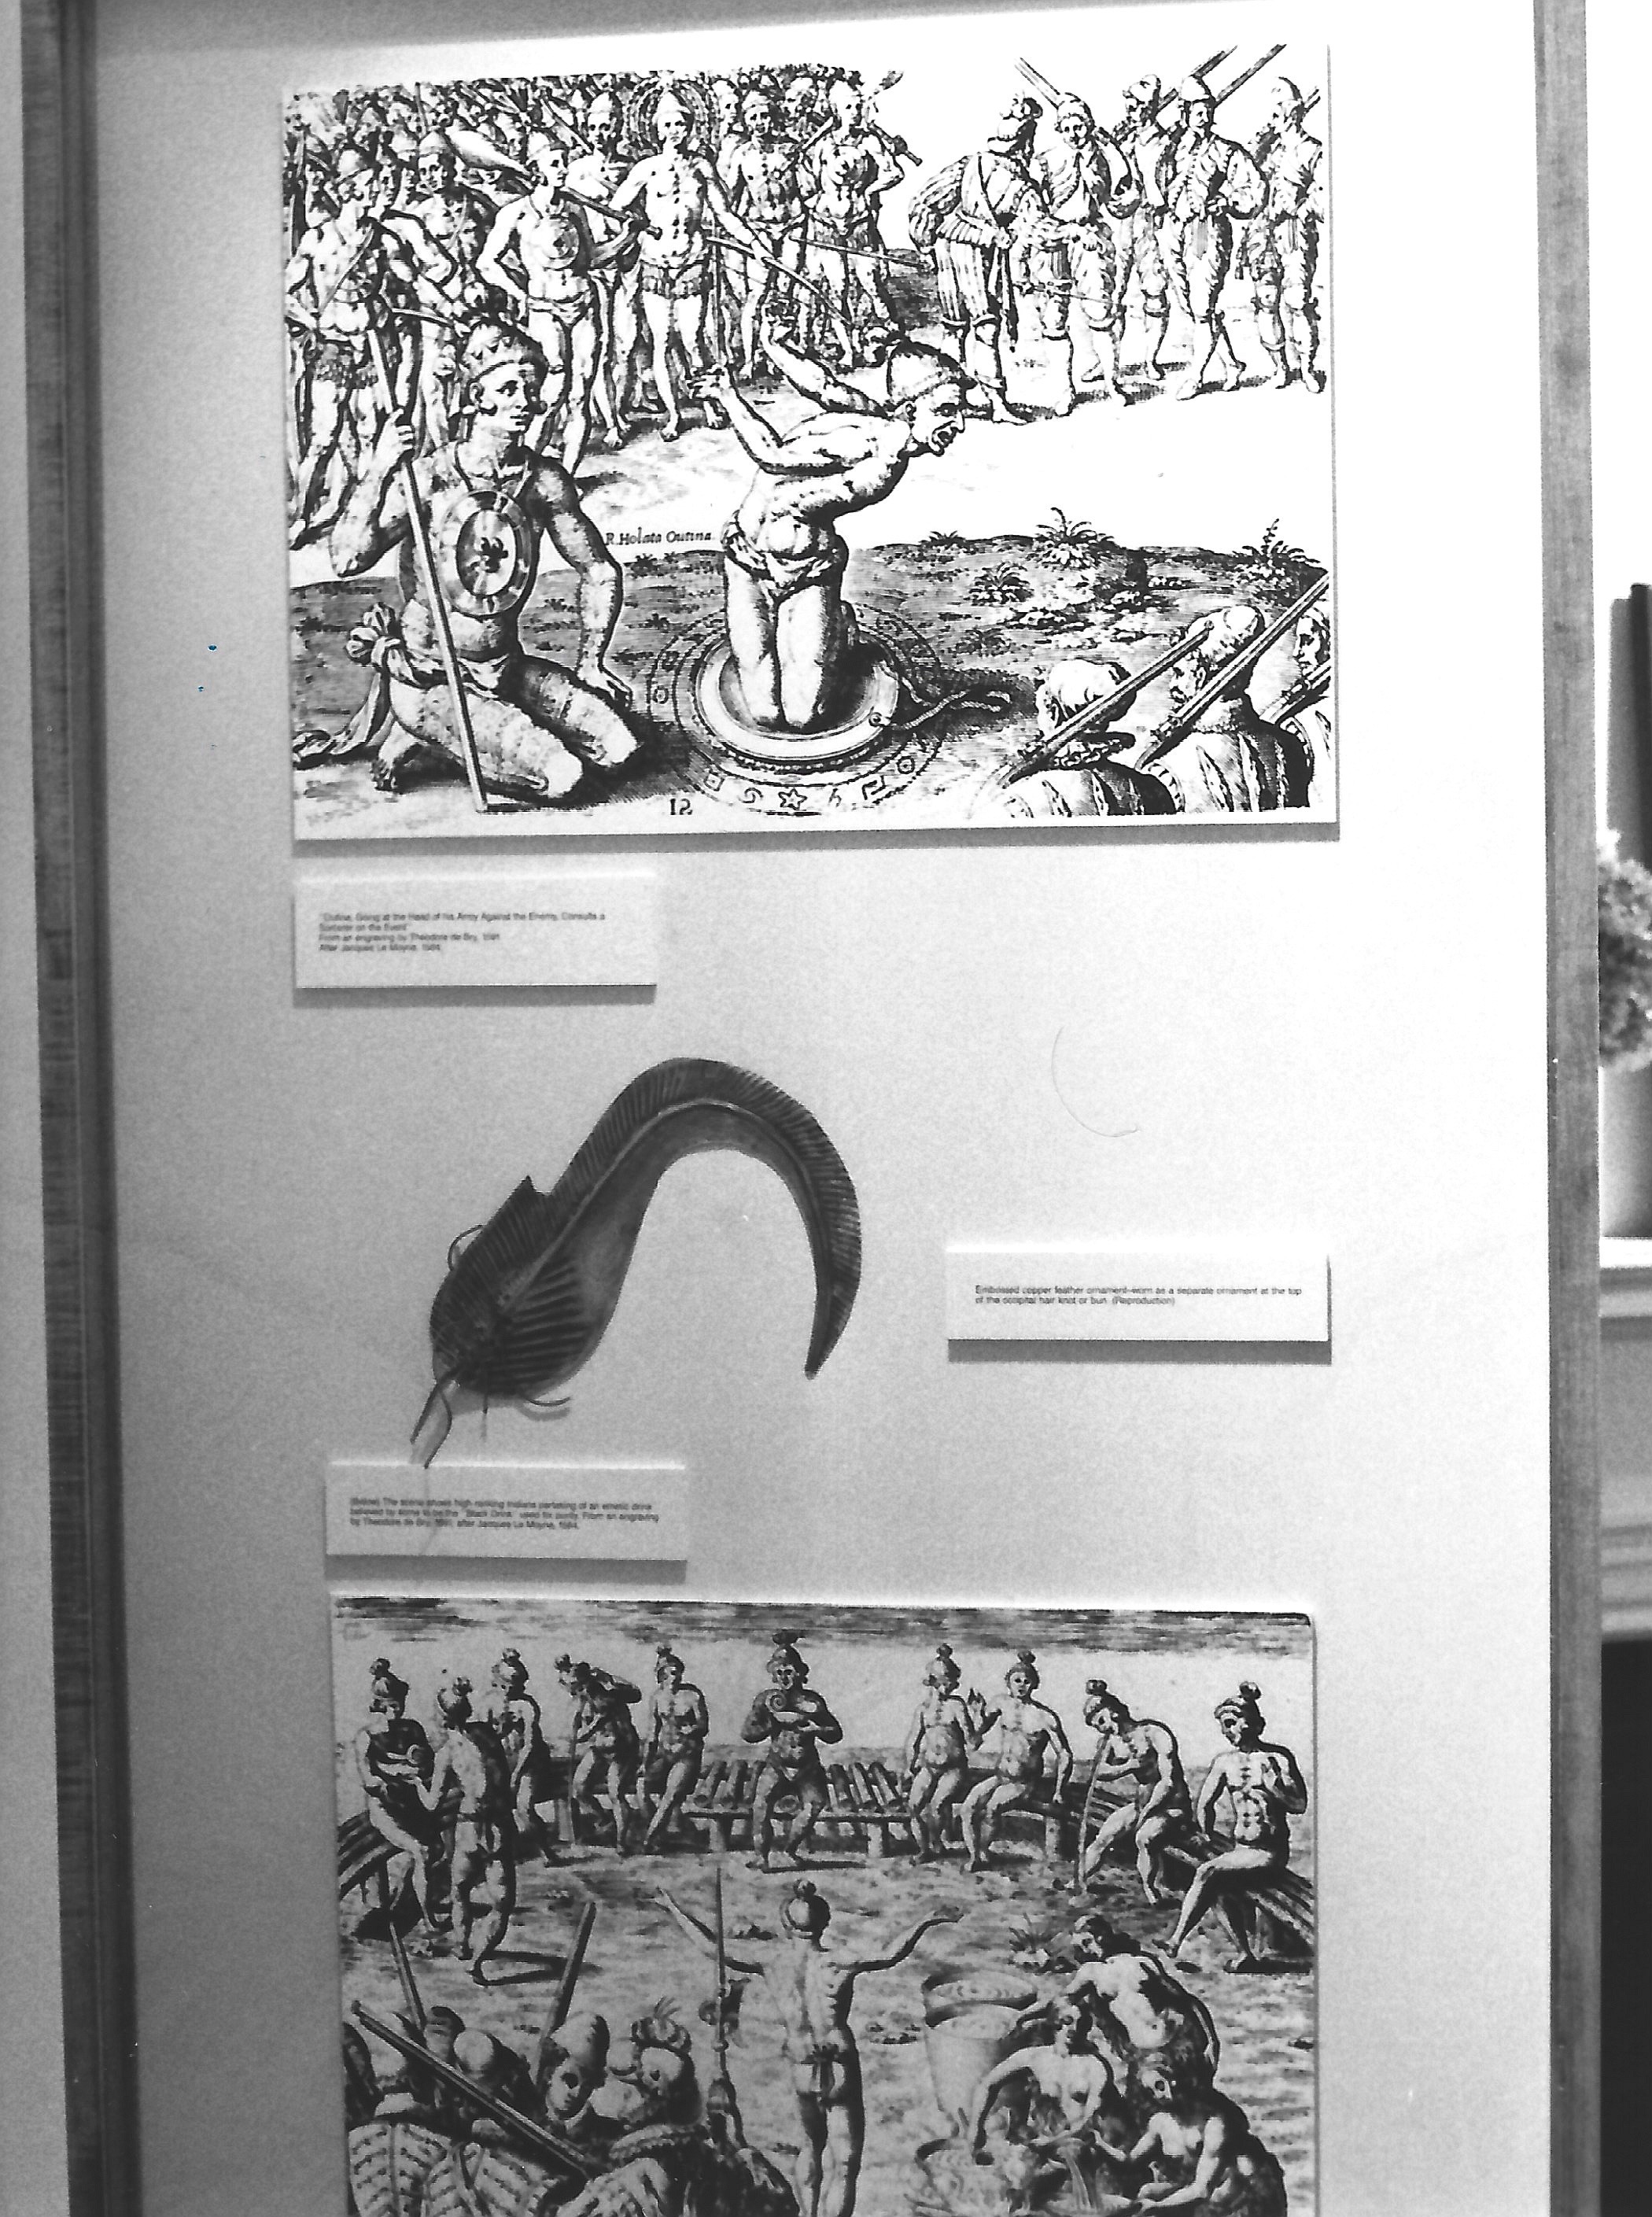 R. Holata Outina.
12
"Outina, Going at the Head of his Army Against the Enemy, Consults a
Sorcerer on the Event"
From an engraving by Theodore de Bry, 1591
After Jacques Le Moyne, 1564
Embossed copper feather ornament-worn as a separate ornament at the top
of the occipital hair knot or bun. (Reproduction)
(Below) The scene shows high ranking Indians partaking of an emetic drink
believed by some to be the "Black Drink" used for purity. From an engraving
by Theodore de Bry, 1591, after Jacques Le Moyne, 1564.